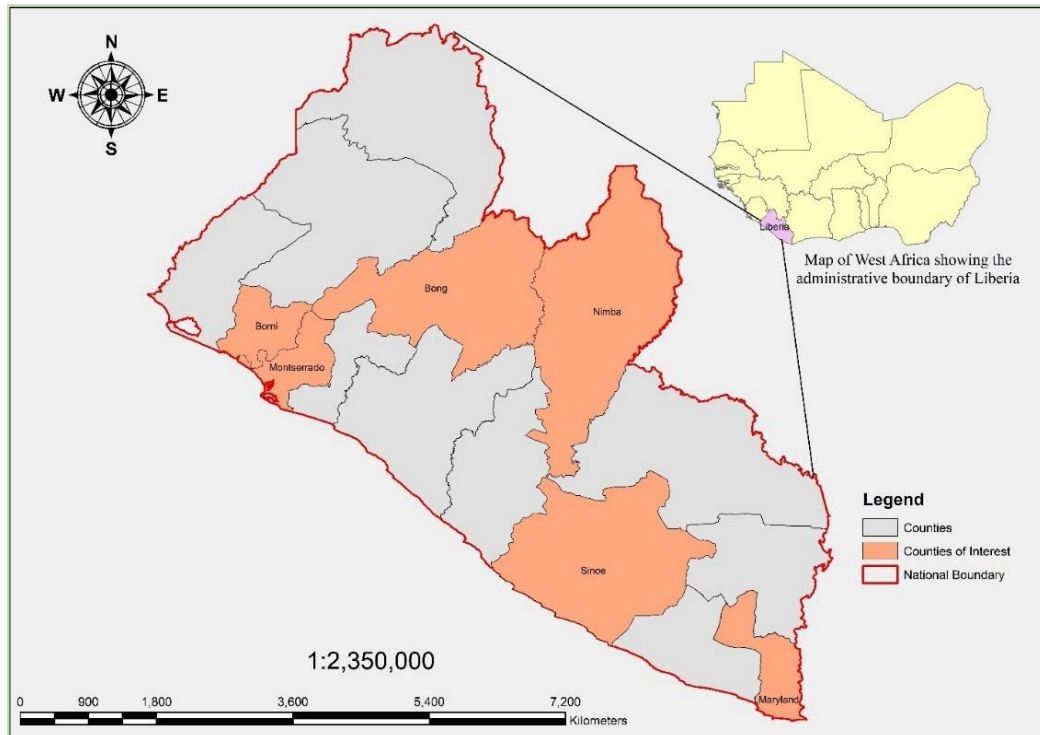 N
W E
S
Liberia
Map of West Africa showing the
administrative boundary of Liberia
Bong
Nimba
Bomi
Montserrado
Sinoe
Maryland
Legend
Counties
Counties of Interest
National Boundary
1:2,350,000
0 900 1,800 3,600 5,400 7,200
Kilometers